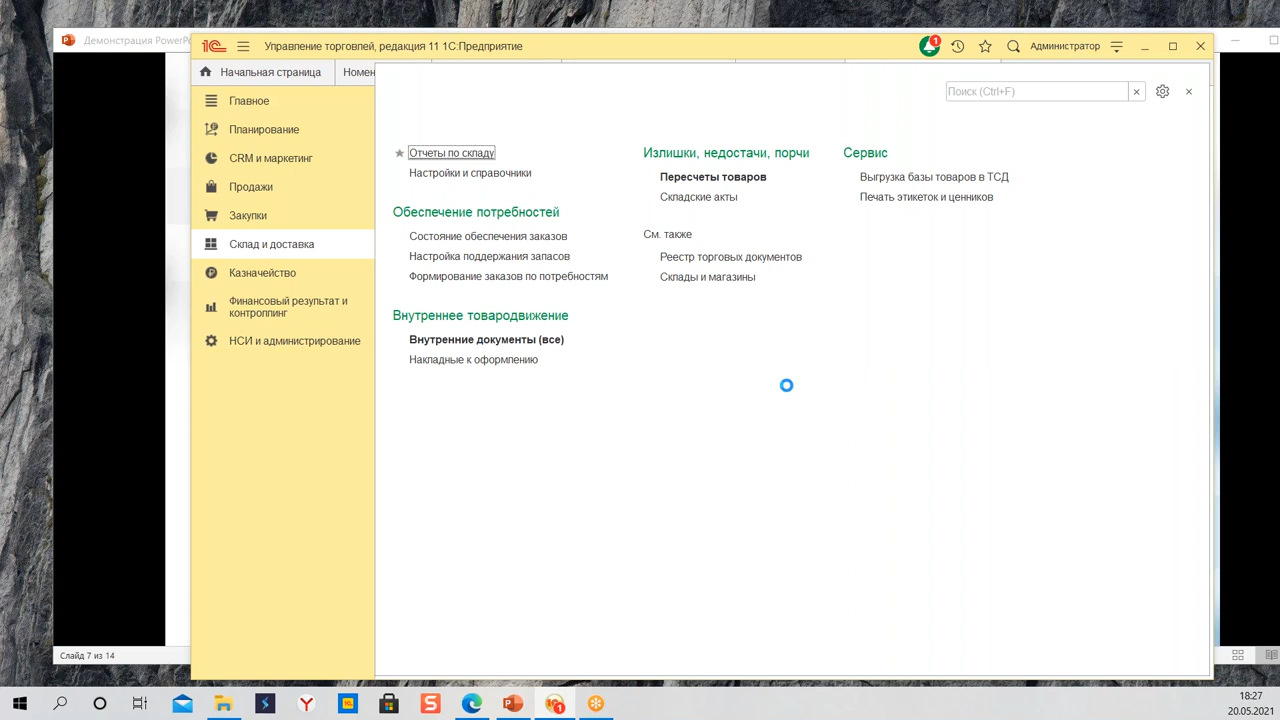 Демонстрация PowerPo
1С Управление торговлей, редакция 11 1С:Предприятие
1
Администратор
Начальная страница
Номен
Поиск (Ctrl+F)
Главное
Планирование
CRM и маркетинг
Продажи
Закупки
Склад и доставка
Казначейство
Финансовый результат и
контроллинг
НСИ и администрирование
Отчеты по складу
Настройки и справочники
Обеспечение потребностей
Состояние обеспечения заказов
Настройка поддержания запасов
Формирование заказов по потребностям
Внутреннее товародвижение
Внутренние документы (все)
Накладные к оформлению
Излишки, недостачи, порчи
Пересчеты товаров
Складские акты
См. также
Реестр торговых документов
Склады и магазины
Сервис
Выгрузка базы товаров в ТСД
Печать этикеток и ценников
Слайд 7 из 14
18:27
20.05.2021